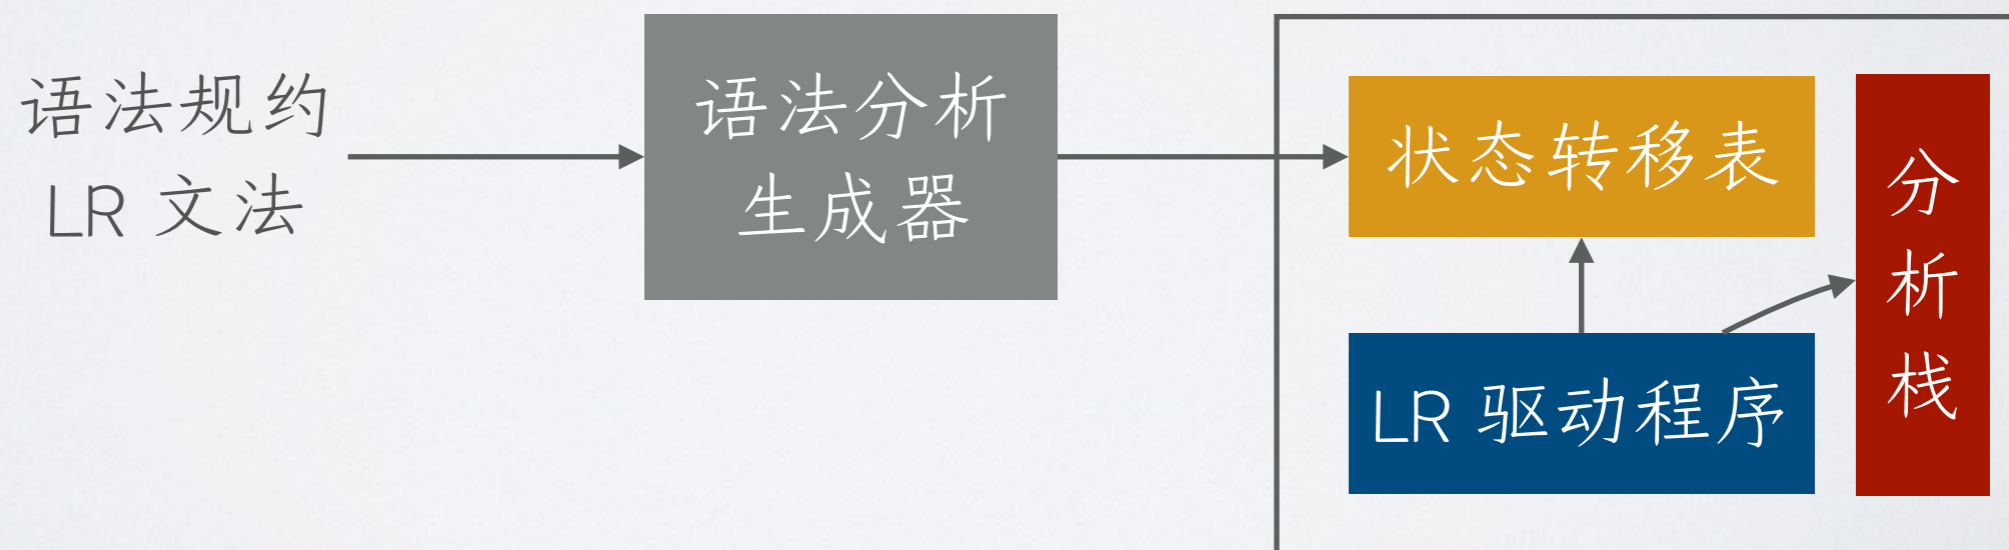 语法规约
LR 文法
语法分析
生成器
状态转移表
分析栈
LR 驱动程序